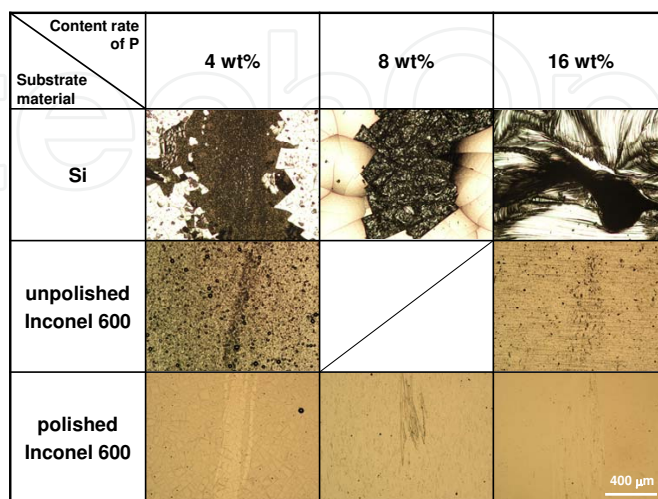 Content rate
of P
Substrate
material
4 wt%
8 wt%
16 wt%
Si
unpolished
Inconel 600
polished
Inconel 600
400 μm